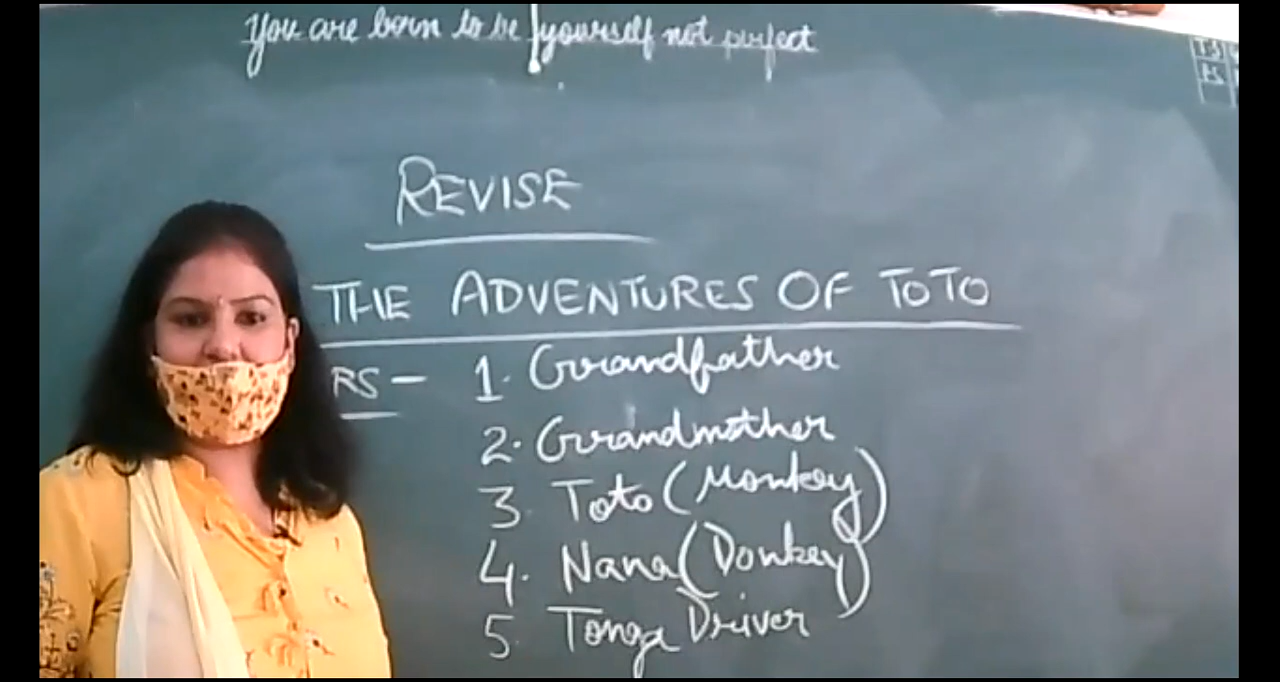 You are born to be yourself not perfect
REVISE
THE ADVENTURES OF TOTO
RS - 1. Grandfather
2. Grandmother
3. Toto (Monkey)
4. Nana (Donkey)
5. Tonga Driver